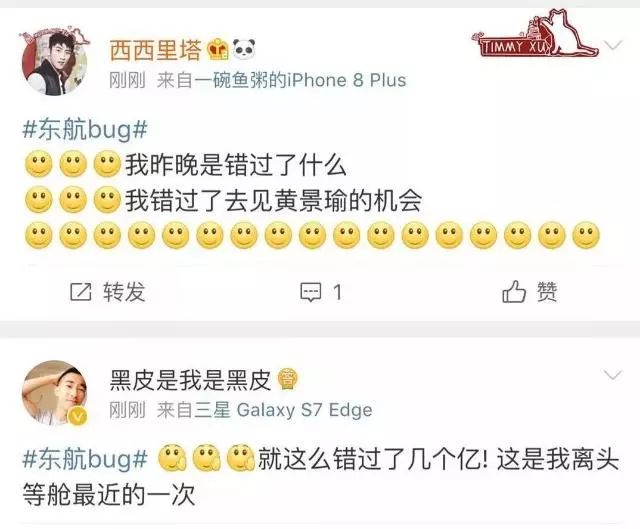 西西里塔
TIMMY XU
刚刚 来自一碗鱼粥的iPhone 8 Plus
#东航bug#
我昨晚是错过了什么
我错过了去见黄景瑜的机会
转发 1 赞
黑皮是我是黑皮
刚刚 来自三星 Galaxy S7 Edge
#东航bug# 就这么错过了几个亿! 这是我离头
等舱最近的一次